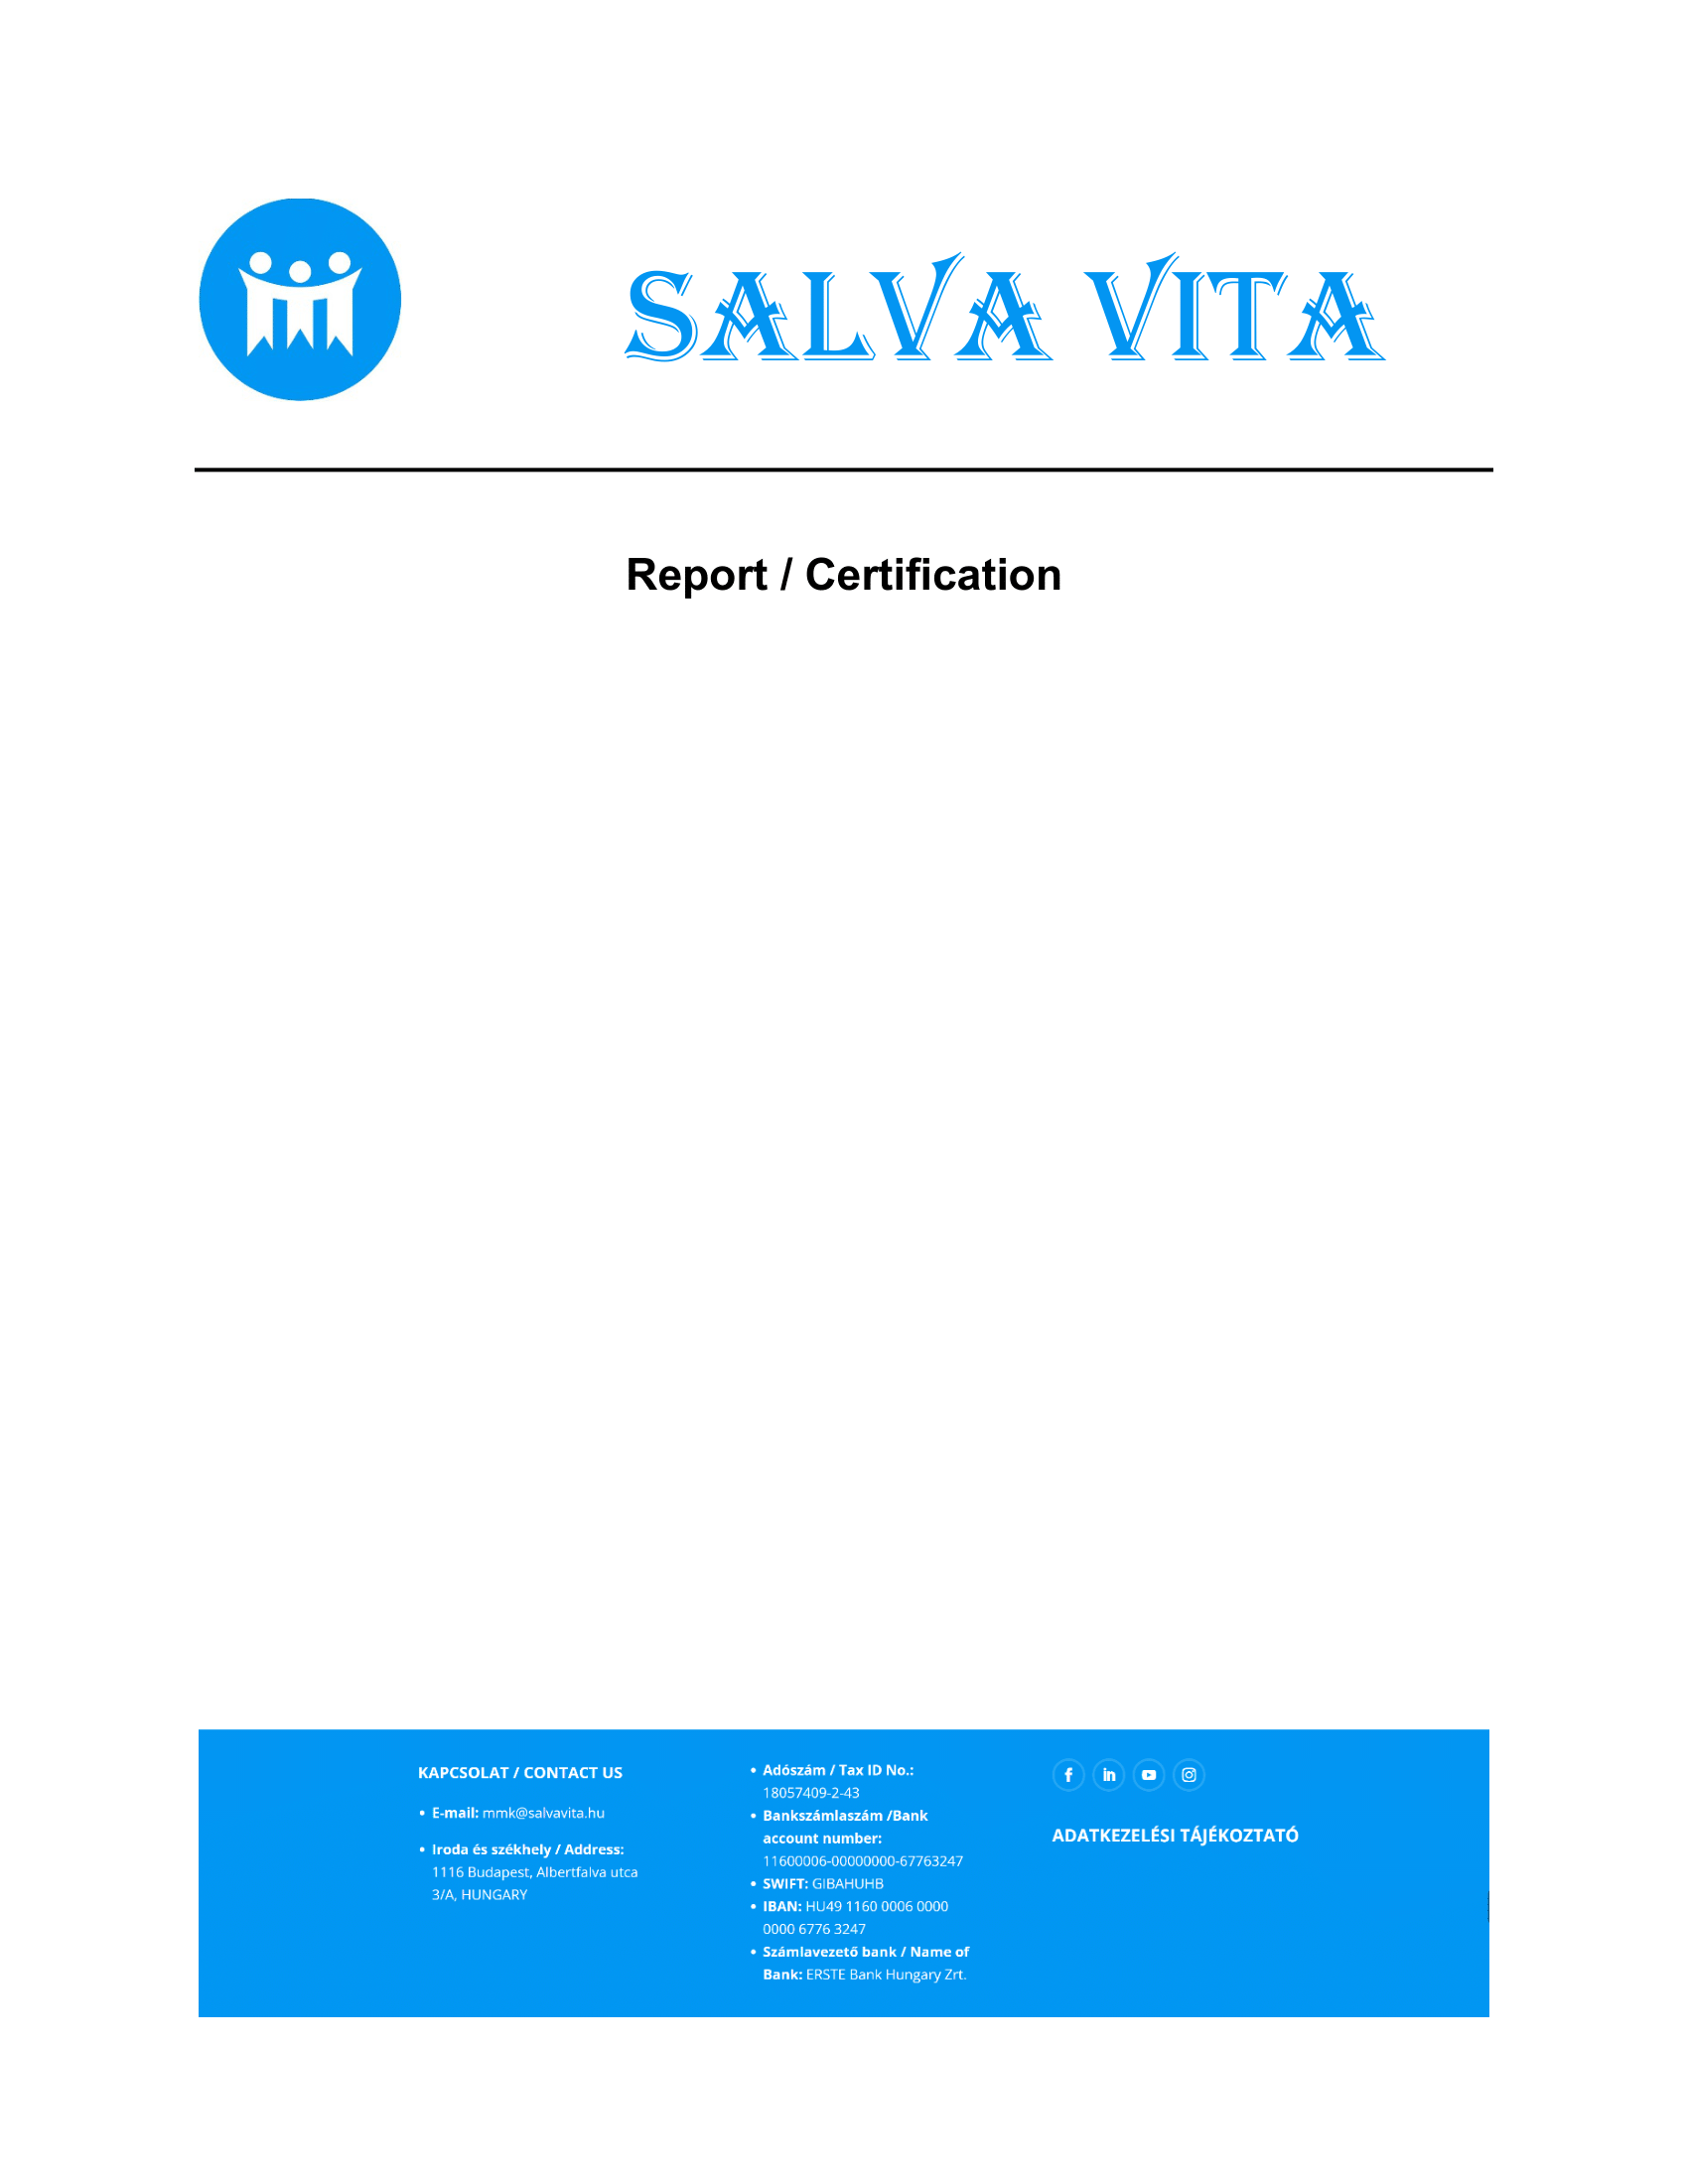 SALVA VITA
Report / Certification
KAPCSOLAT / CONTACT US
• E-mail: mmk@salvavita.hu
• Iroda és székhely / Address:
1116 Budapest, Albertfalva utca
3/A, HUNGARY
• Adószám / Tax ID No.:
18057409-2-43
• Bankszámlaszám /Bank
account number:
11600006-00000000-67763247
• SWIFT: GIBAHUHB
• IBAN: HU49 1160 0006 0000
0000 6776 3247
• Számlavezető bank / Name of
Bank: ERSTE Bank Hungary Zrt.
f in
ADATKEZELÉSI TÁJÉKOZTATÓ